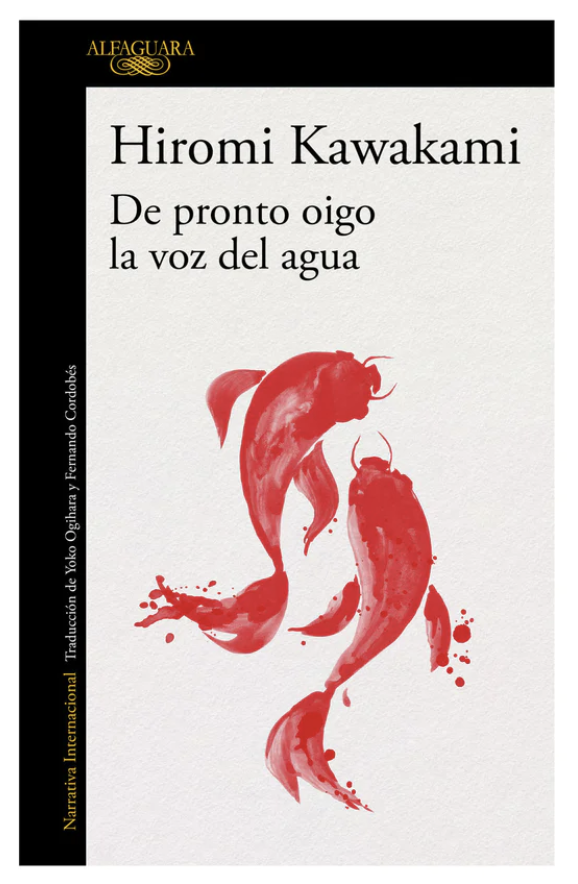 ALFAGUARA
Hiromi Kawakami
De pronto oigo
la voz del agua
Narrativa Internacional Traducción de Yoko Ogihara y Fernando Cordobés